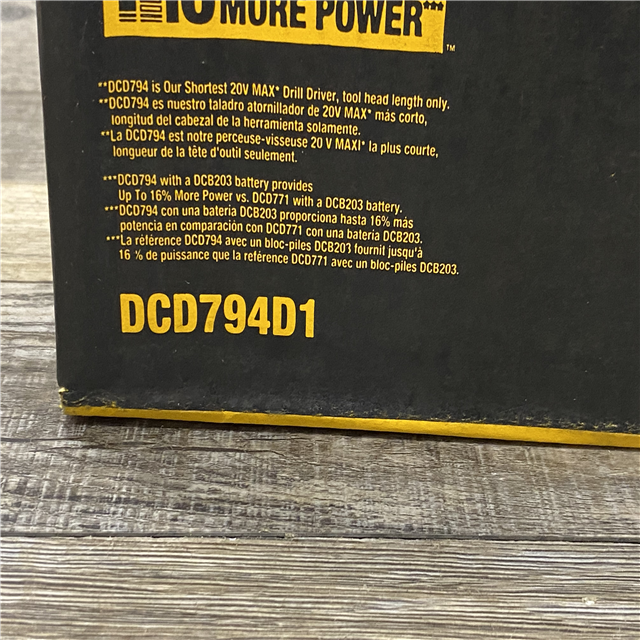 MORE POWER***
™
**DCD794 is Our Shortest 20V MAX* Drill Driver, tool head length only.
**DCD794 es nuestro taladro atornillador de 20V MAX* más corto,
longitud del cabezal de la herramienta solamente.
**La DCD794 est notre perceuse-visseuse 20 V MAX* la plus courte,
longueur de la tête d'outil seulement.
***DCD794 with a DCB203 battery provides
Up To 16% More Power vs. DCD771 with a DCB203 battery.
***DCD794 con una bateria DCB203 proporciona hasta 16% más
potencia en comparación con DCD771 con una bateria DCB203.
***La référence DCD794 avec un bloc-piles DCB203 fournit jusqu'à
16 % de puissance que la reférence DCD771 avec un bloc-piles DCB203.
DCD794D1